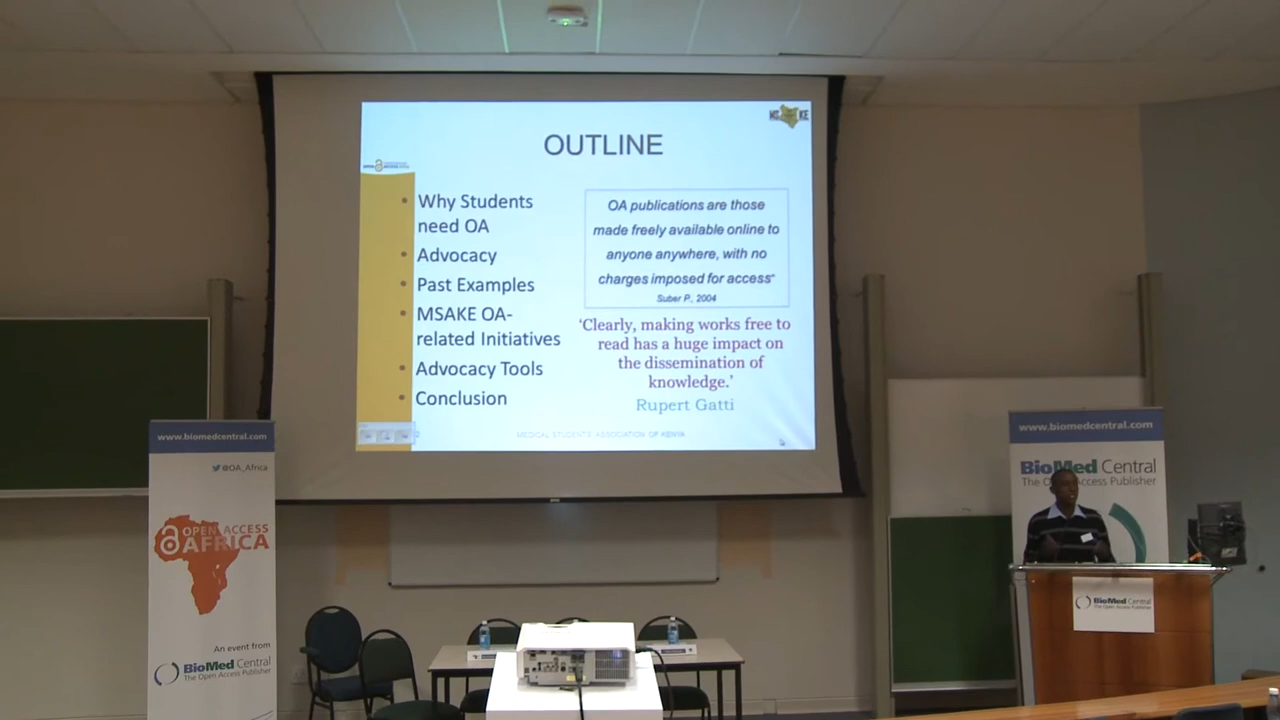 OUTLINE
• Why Students
need OA
• Advocacy
• Past Examples
• MSAKE OA-
related Initiatives
• Advocacy Tools
• Conclusion
OA publications are those
made freely available online to
anyone anywhere, with no
charges imposed for access"
Suber P., 2004
'Clearly, making works free to
read has a huge impact on
the dissemination of
knowledge.'
Rupert Gatti
MEDICAL STUDENTS' ASSOCIATION OF KENYA
www.biomedcentral.com
@OA_Africa
OPEN ACCESS
AFRICA
An event from
BioMed Central
The Open Access Publisher
www.biomedcentral.com
BioMed Central
The Open Access Publisher
BioMed Central
The Open Access Publisher